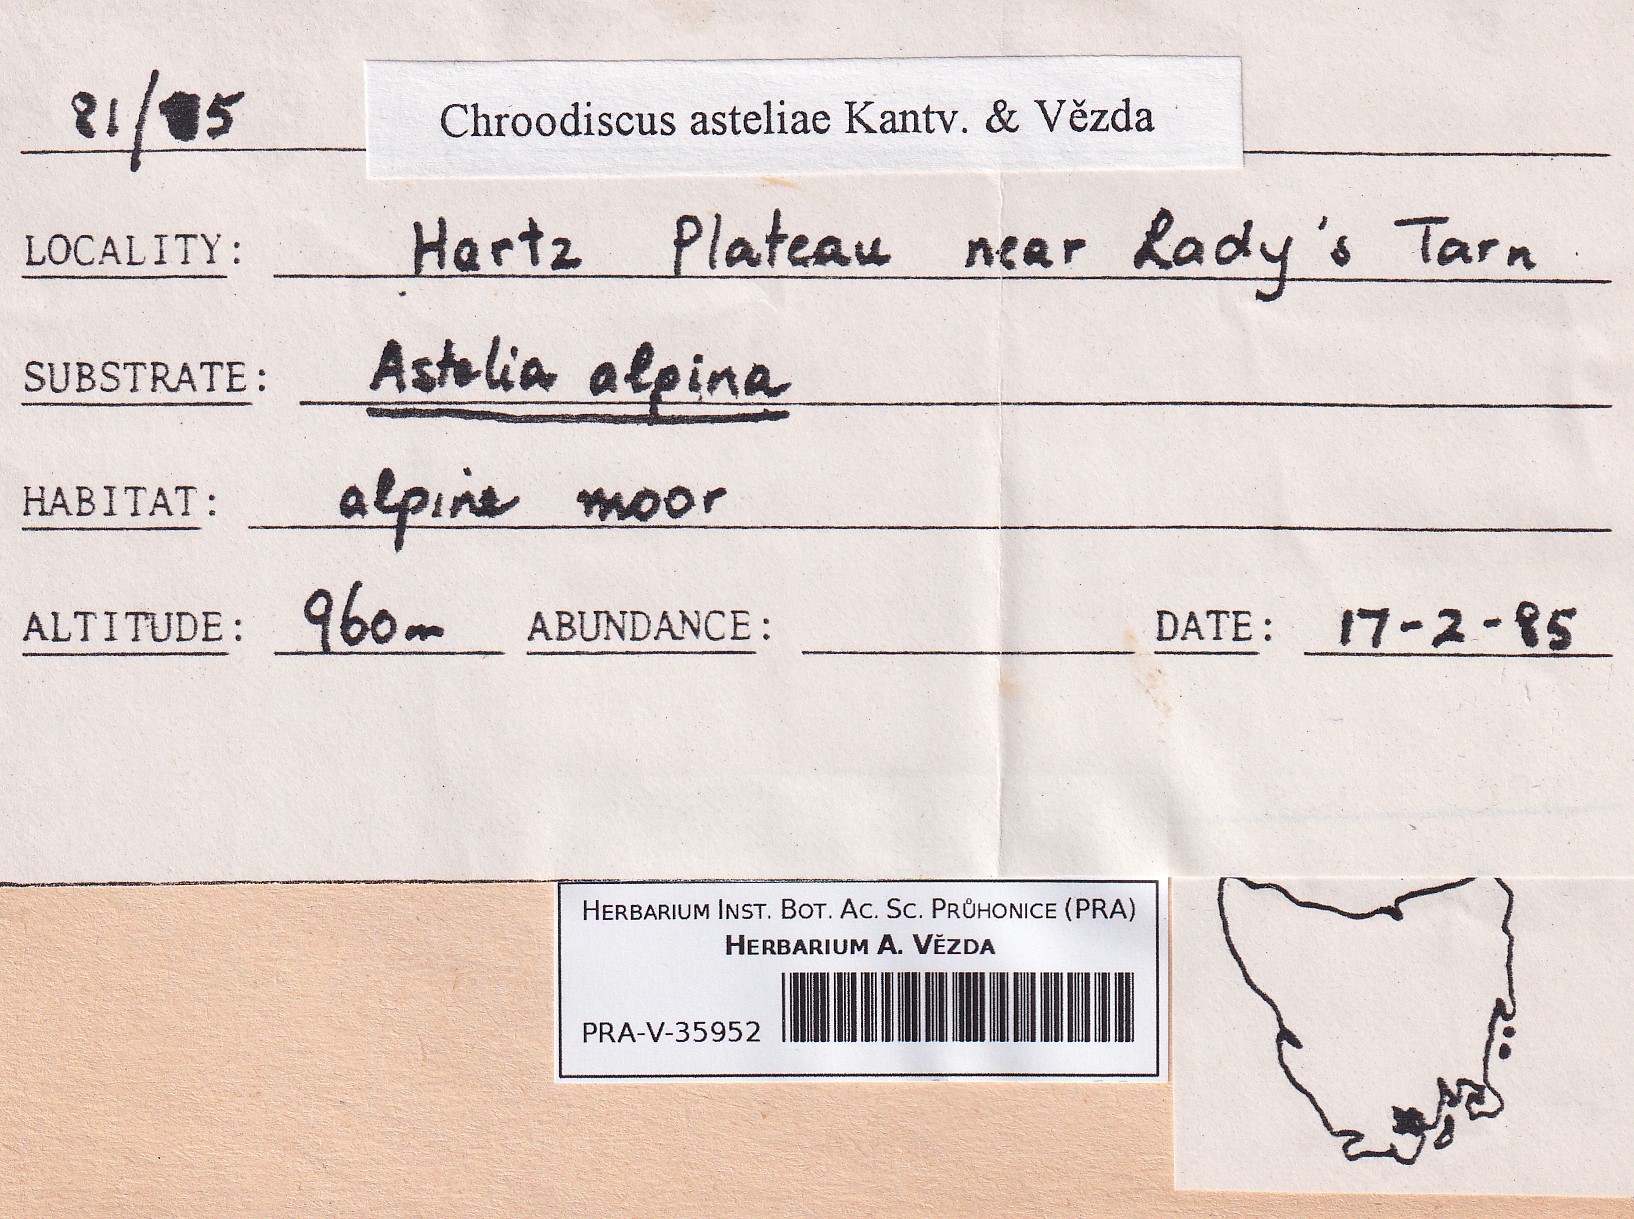 81/85
Chroodiscus asteliae Kantv. & Vězda
LOCALITY: Hartz Plateau near Lady's Tarn
SUBSTRATE: Astelia alpina
HABITAT: alpine moor
ALTITUDE: 960m ABUNDANCE: DATE: 17-2-85
HERBARIUM INST. BOT. AC. SC. PRŮHONICE (PRA)
HERBARIUM A. VĚZDA
PRA-V-35952